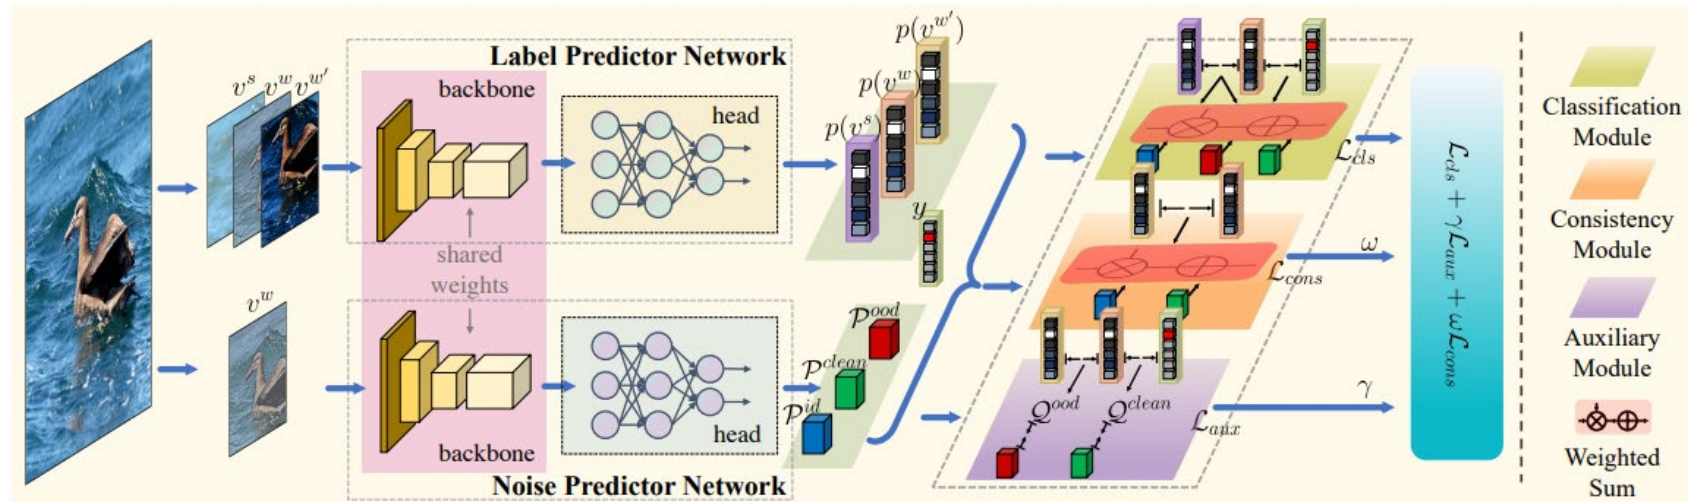 Label Predictor Network
v^s v^w v^{w'}
backbone
head
p(v^{w'})
p(v^w)
p(v^s)
y
shared
weights
v^w
backbone
head
Noise Predictor Network
𝒫^{ood}
𝒫^{clean}
𝒫^{id}
ℒ_{cls}
ℒ_{cons}
𝒬^{ood} 𝒬^{clean}
ℒ_{aux}
ω
γ
ℒ_{cls} + γℒ_{aux} + ωℒ_{cons}
Classification
Module
Consistency
Module
Auxiliary
Module
Weighted
Sum